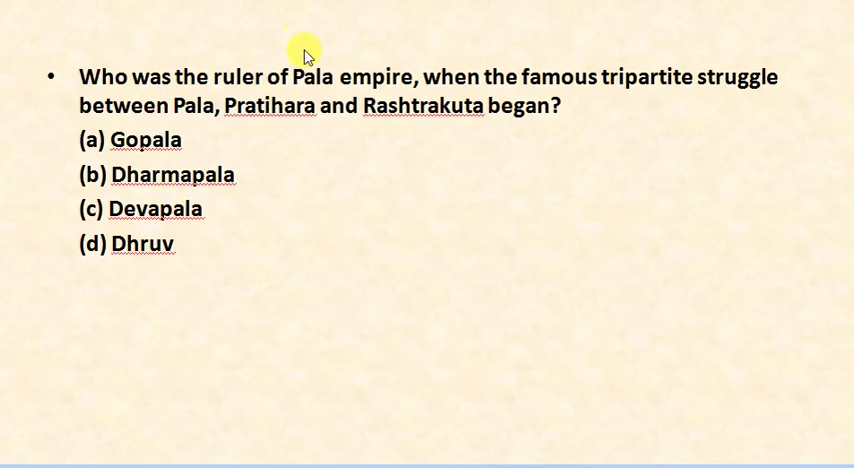 • Who was the ruler of Pala empire, when the famous tripartite struggle
between Pala, Pratihara and Rashtrakuta began?
(a) Gopala
(b) Dharmapala
(c) Devapala
(d) Dhruv